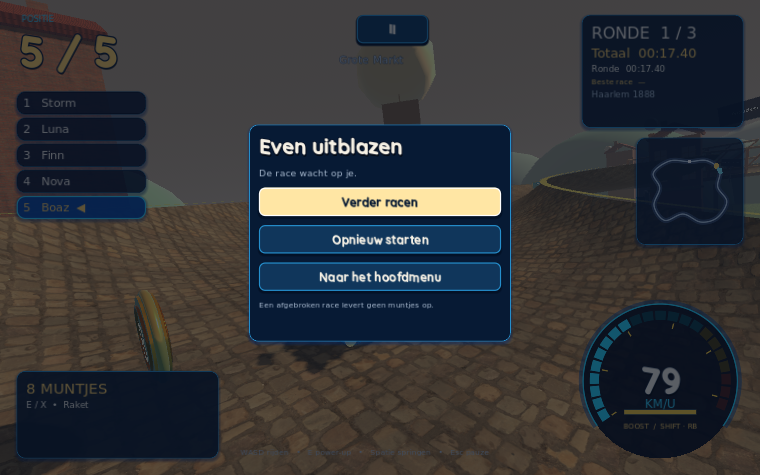 POSITIE
5 / 5
Grote Markt
RONDE 1 / 3
Totaal 00:17.40
Ronde 00:17.40
Beste race —
Haarlem 1888
1 Storm
2 Luna
3 Finn
4 Nova
5 Boaz ◀
Even uitblazen
De race wacht op je.
Verder racen
Opnieuw starten
Naar het hoofdmenu
Een afgebroken race levert geen muntjes op.
8 MUNTJES
E / X • Raket
79
KM/U
BOOST / SHIFT · RB